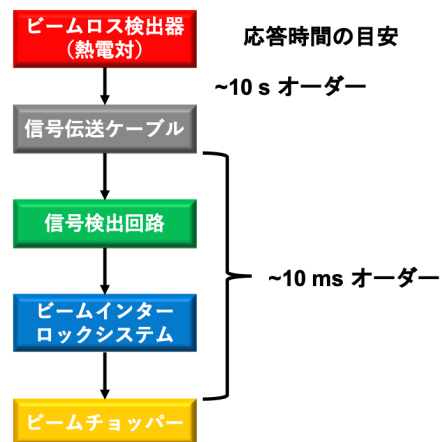 ビームロス検出器
（熱電対）
応答時間の目安
~10 s オーダー
信号伝送ケーブル
信号検出回路
~10 ms オーダー
ビームインター
ロックシステム
ビームチョッパー